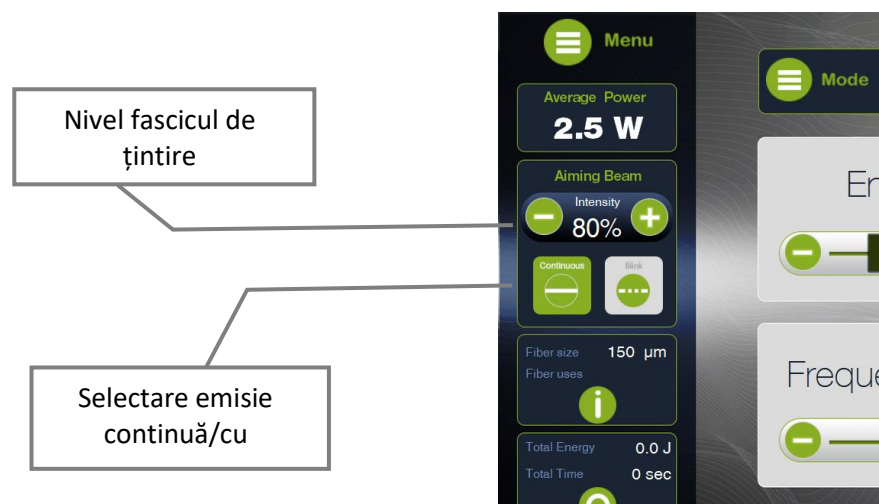 Nivel fascicul de
țintire
Selectare emisie
continuă/cu
Menu
Average Power
2.5 W
Aiming Beam
Intensity
80%
Continuous
Blink
Fiber size 150 µm
Fiber uses
Total Energy 0.0 J
Total Time 0 sec
Mode